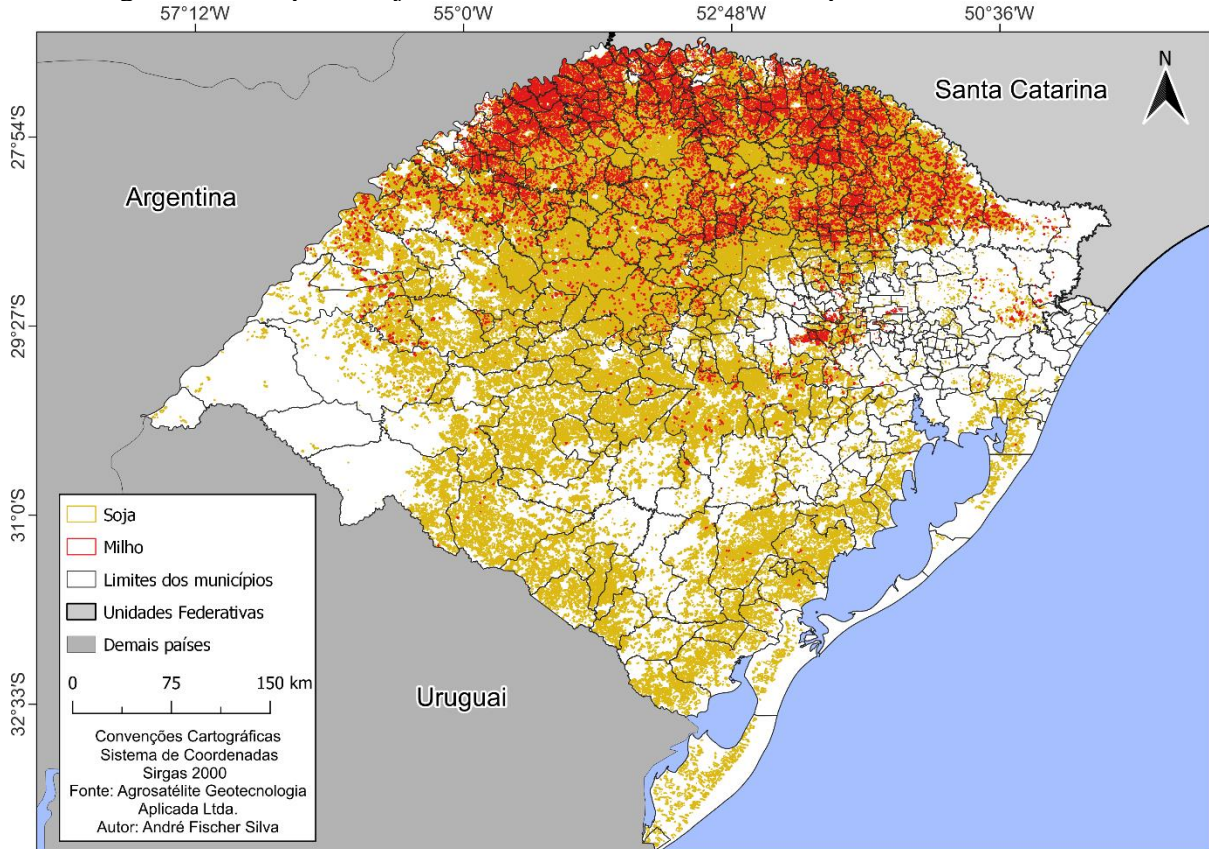 57°12'W 55°0'W 52°48'W 50°36'W
N
Santa Catarina
27°54'S
Argentina
29°27'S
31°0'S
32°33'S
Soja
Milho
Limites dos municípios
Unidades Federativas
Demais países
0 75 150 km
Uruguai
Convenções Cartográficas
Sistema de Coordenadas
Sirgas 2000
Fonte: Agrosatélite Geotecnologia
Aplicada Ltda.
Autor: André Fischer Silva